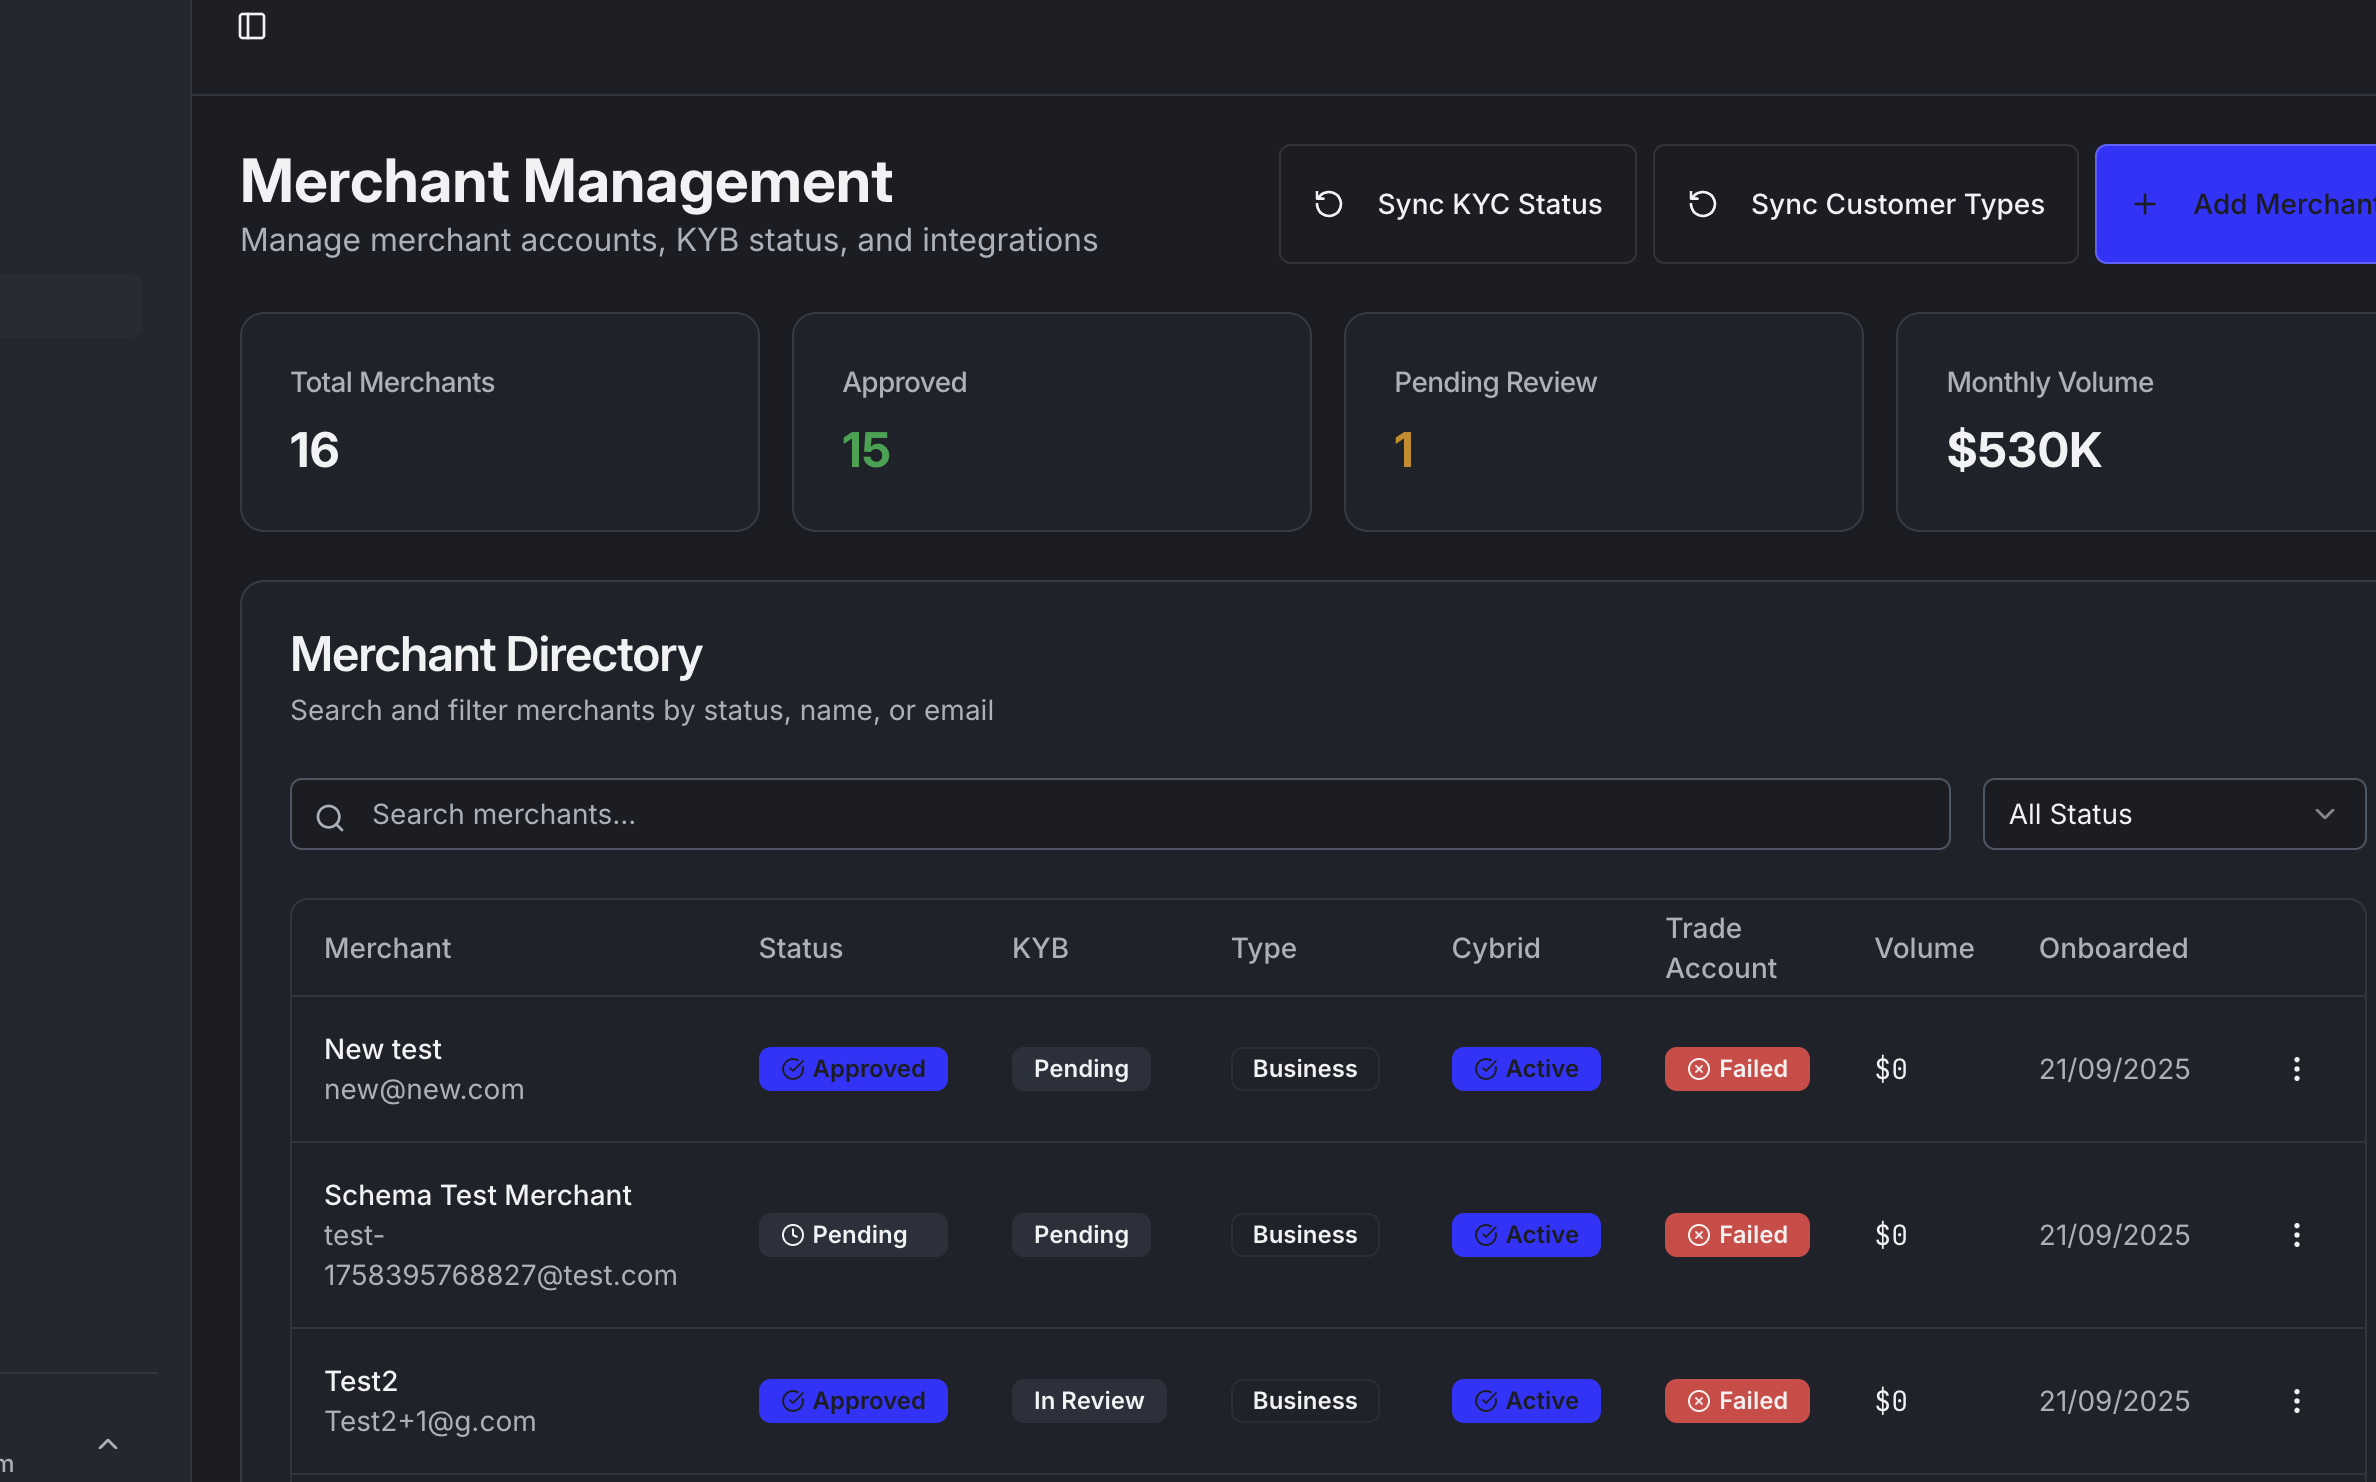 Merchant Management
Manage merchant accounts, KYB status, and integrations
Sync KYC Status
Sync Customer Types
Add Merchant
Total Merchants
16
Approved
15
Pending Review
1
Monthly Volume
$530K
Merchant Directory
Search and filter merchants by status, name, or email
Search merchants...
All Status
Merchant
Status
KYB
Type
Cybrid
Trade
Account
Volume
Onboarded
New test
new@new.com
Approved
Pending
Business
Active
Failed
$0
21/09/2025
Schema Test Merchant
test-
1758395768827@test.com
Pending
Pending
Business
Active
Failed
$0
21/09/2025
Test2
Test2+1@g.com
Approved
In Review
Business
Active
Failed
$0
21/09/2025
m